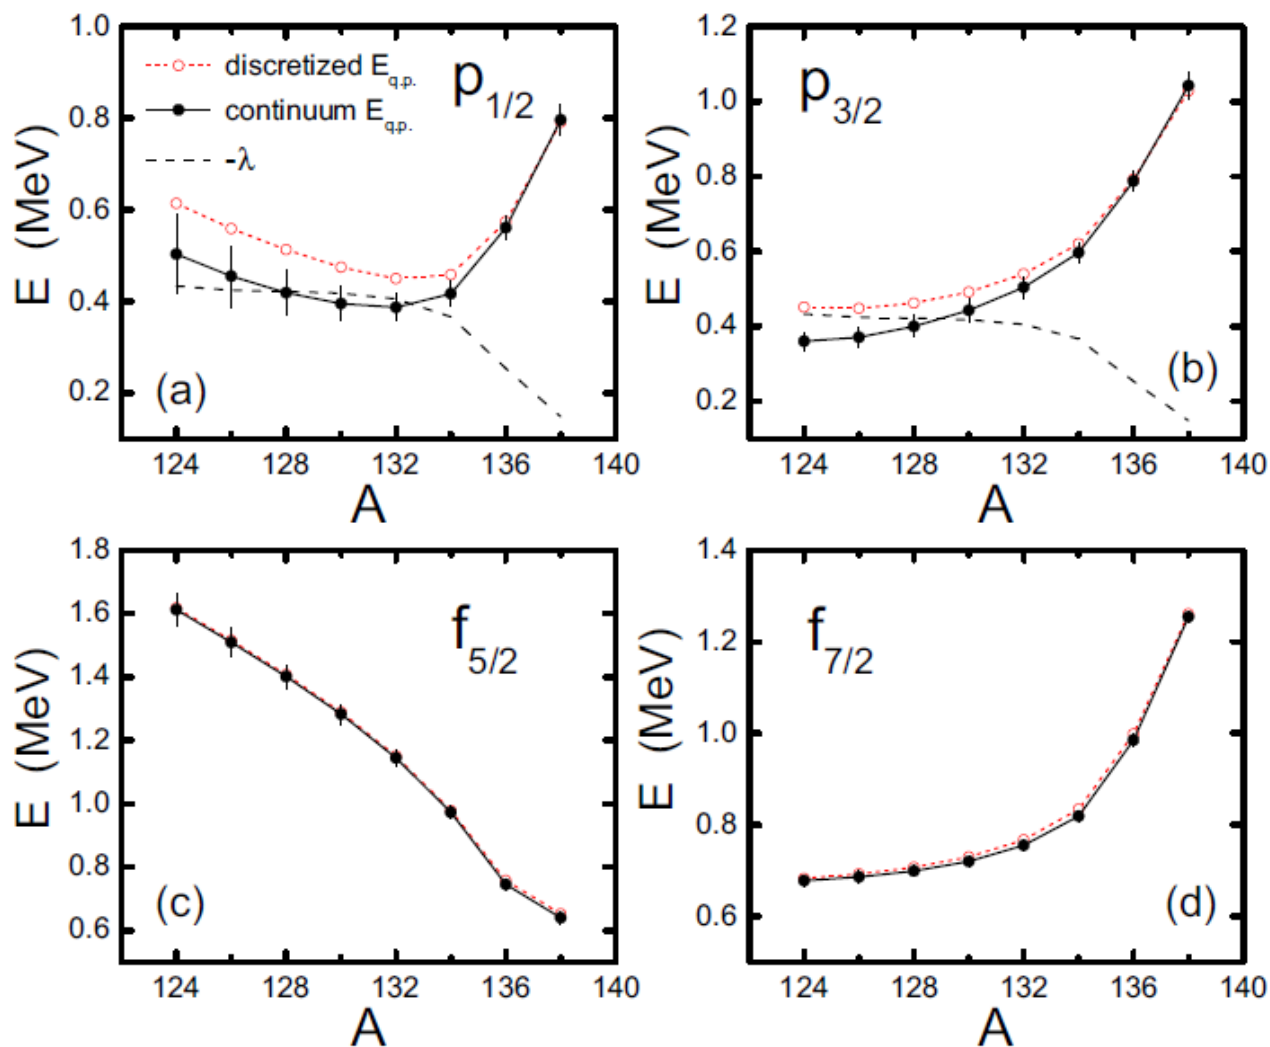 1.0
0.8
0.6
0.4
0.2
E (MeV)
discretized E_q.p.
continuum E_q.p.
-λ
p_1/2
(a)
124 128 132 136 140
A
1.2
1.0
0.8
0.6
0.4
0.2
E (MeV)
p_3/2
(b)
124 128 132 136 140
A
1.8
1.6
1.4
1.2
1.0
0.8
0.6
E (MeV)
f_5/2
(c)
124 128 132 136 140
A
1.4
1.2
1.0
0.8
0.6
E (MeV)
f_7/2
(d)
124 128 132 136 140
A